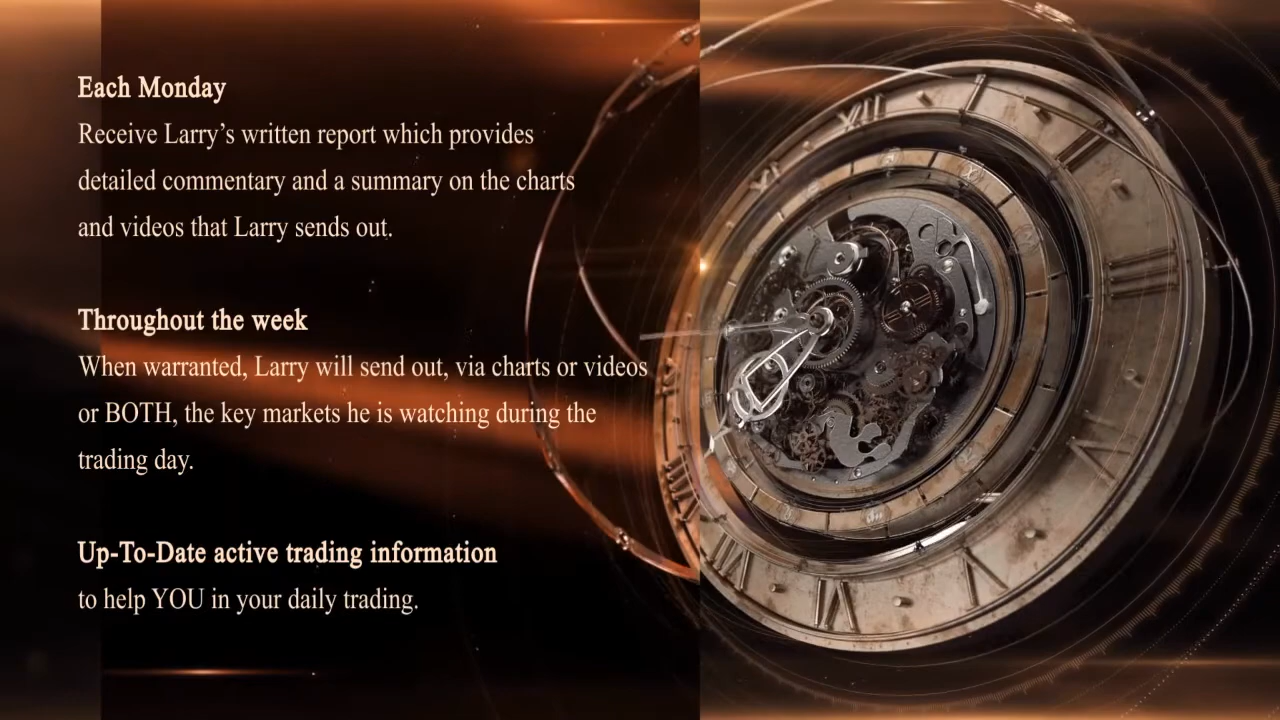 Each Monday
Receive Larry’s written report which provides
detailed commentary and a summary on the charts
and videos that Larry sends out.
Throughout the week
When warranted, Larry will send out, via charts or videos
or BOTH, the key markets he is watching during the
trading day.
Up-To-Date active trading information
to help YOU in your daily trading.